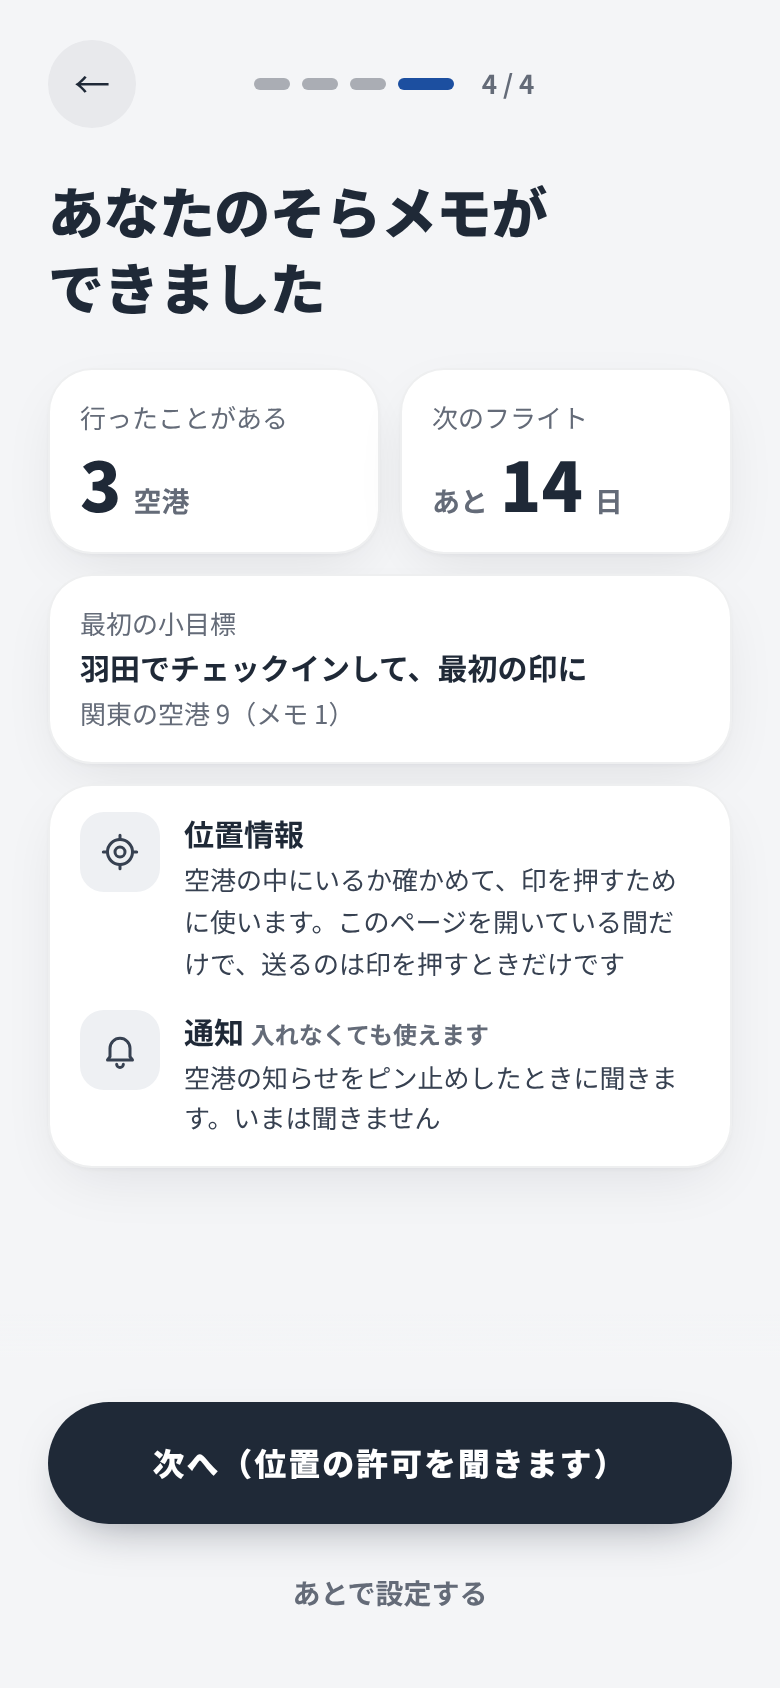 ←
4 / 4
あなたのそらメモが
できました
行ったことがある
3 空港
次のフライト
あと 14 日
最初の小目標
羽田でチェックインして、最初の印に
関東の空港 9（メモ 1）
位置情報
空港の中にいるか確かめて、印を押すため
に使います。このページを開いている間だ
けで、送るのは印を押すときだけです
通知 入れなくても使えます
空港の知らせをピン止めしたときに聞きま
す。いまは聞きません
次へ（位置の許可を聞きます）
あとで設定する